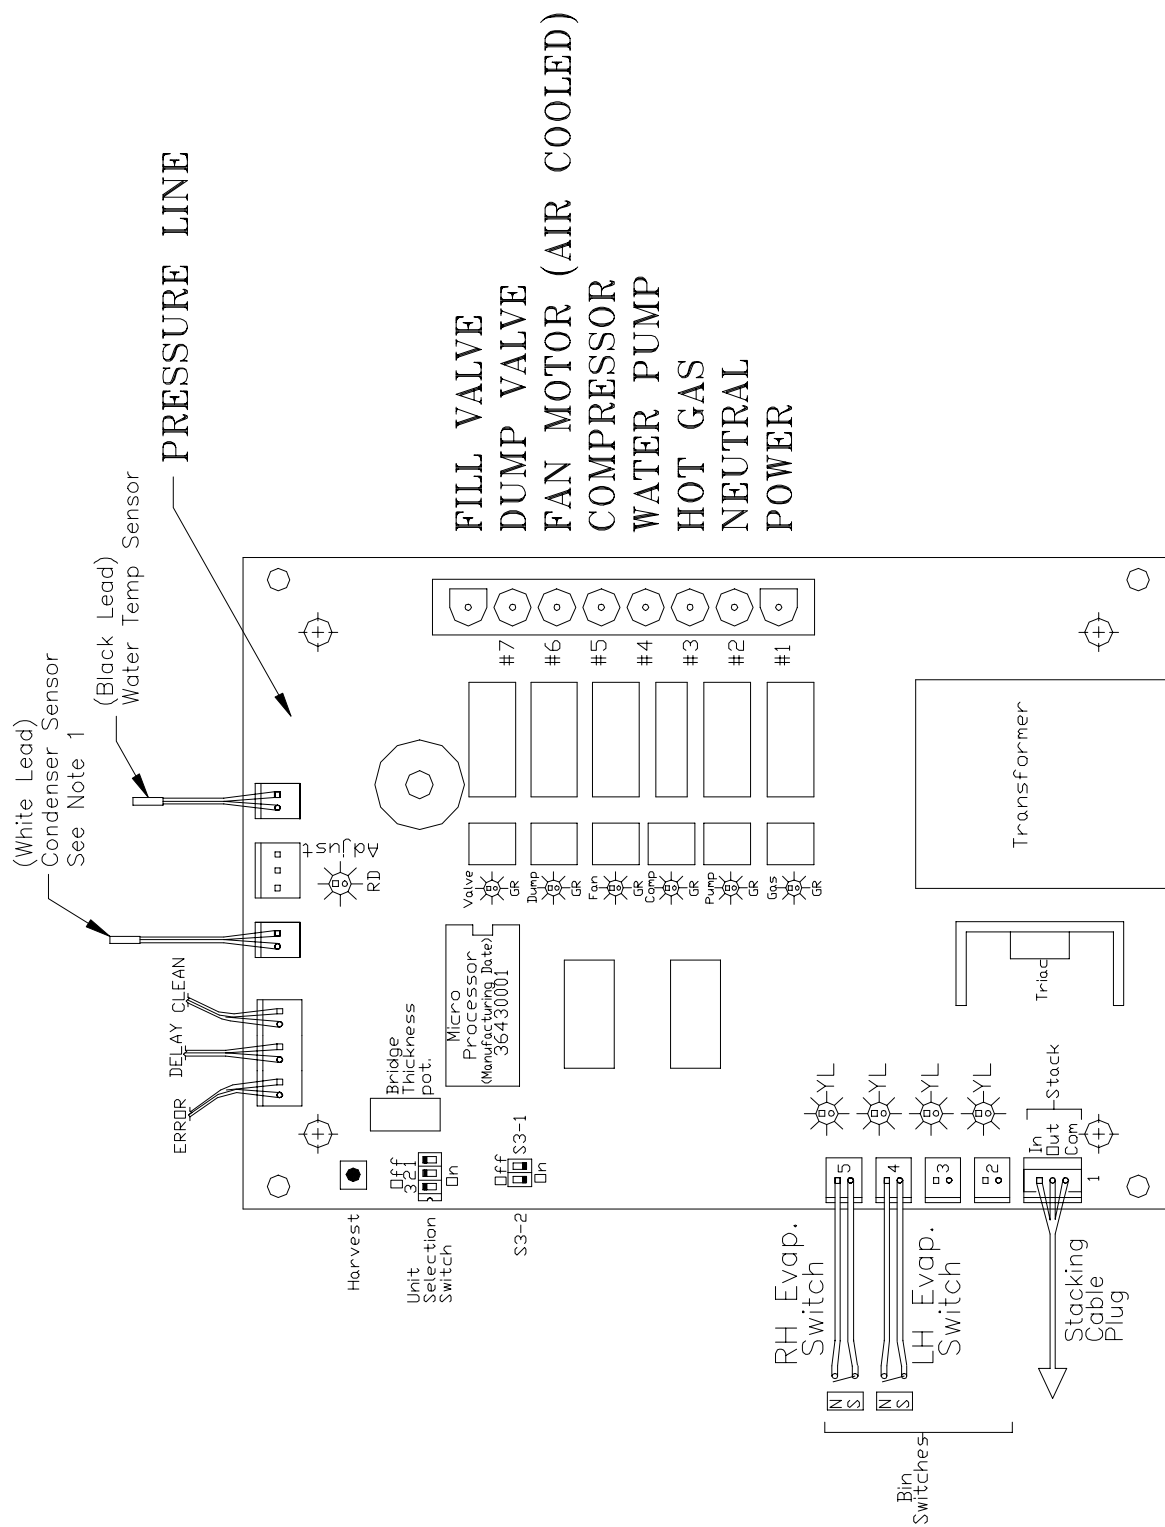 (White Lead)
Condenser Sensor
See Note 1
(Black Lead)
Water Temp Sensor
PRESSURE LINE
ERROR
DELAY
CLEAN
Adjust
RD
Harvest
Unit
Selection
Switch
Off
321
On
S3-2
Off
On
S3-1
Bridge
Thickness
pot.
Micro
Processor
(Manufacturing Date)
36430001
Valve
GR
Dump
GR
Fan
GR
Comp
GR
Pump
GR
Gas
GR
#7
#6
#5
#4
#3
#2
#1
FILL VALVE
DUMP VALVE
FAN MOTOR (AIR COOLED)
COMPRESSOR
WATER PUMP
HOT GAS
NEUTRAL
POWER
Transformer
Triac
YL
YL
YL
YL
5
4
3
2
1
In
Out
Com
Stack
RH Evap.
Switch
LH Evap.
Switch
N
S
N
S
Bin
Switches
Stacking
Cable
Plug